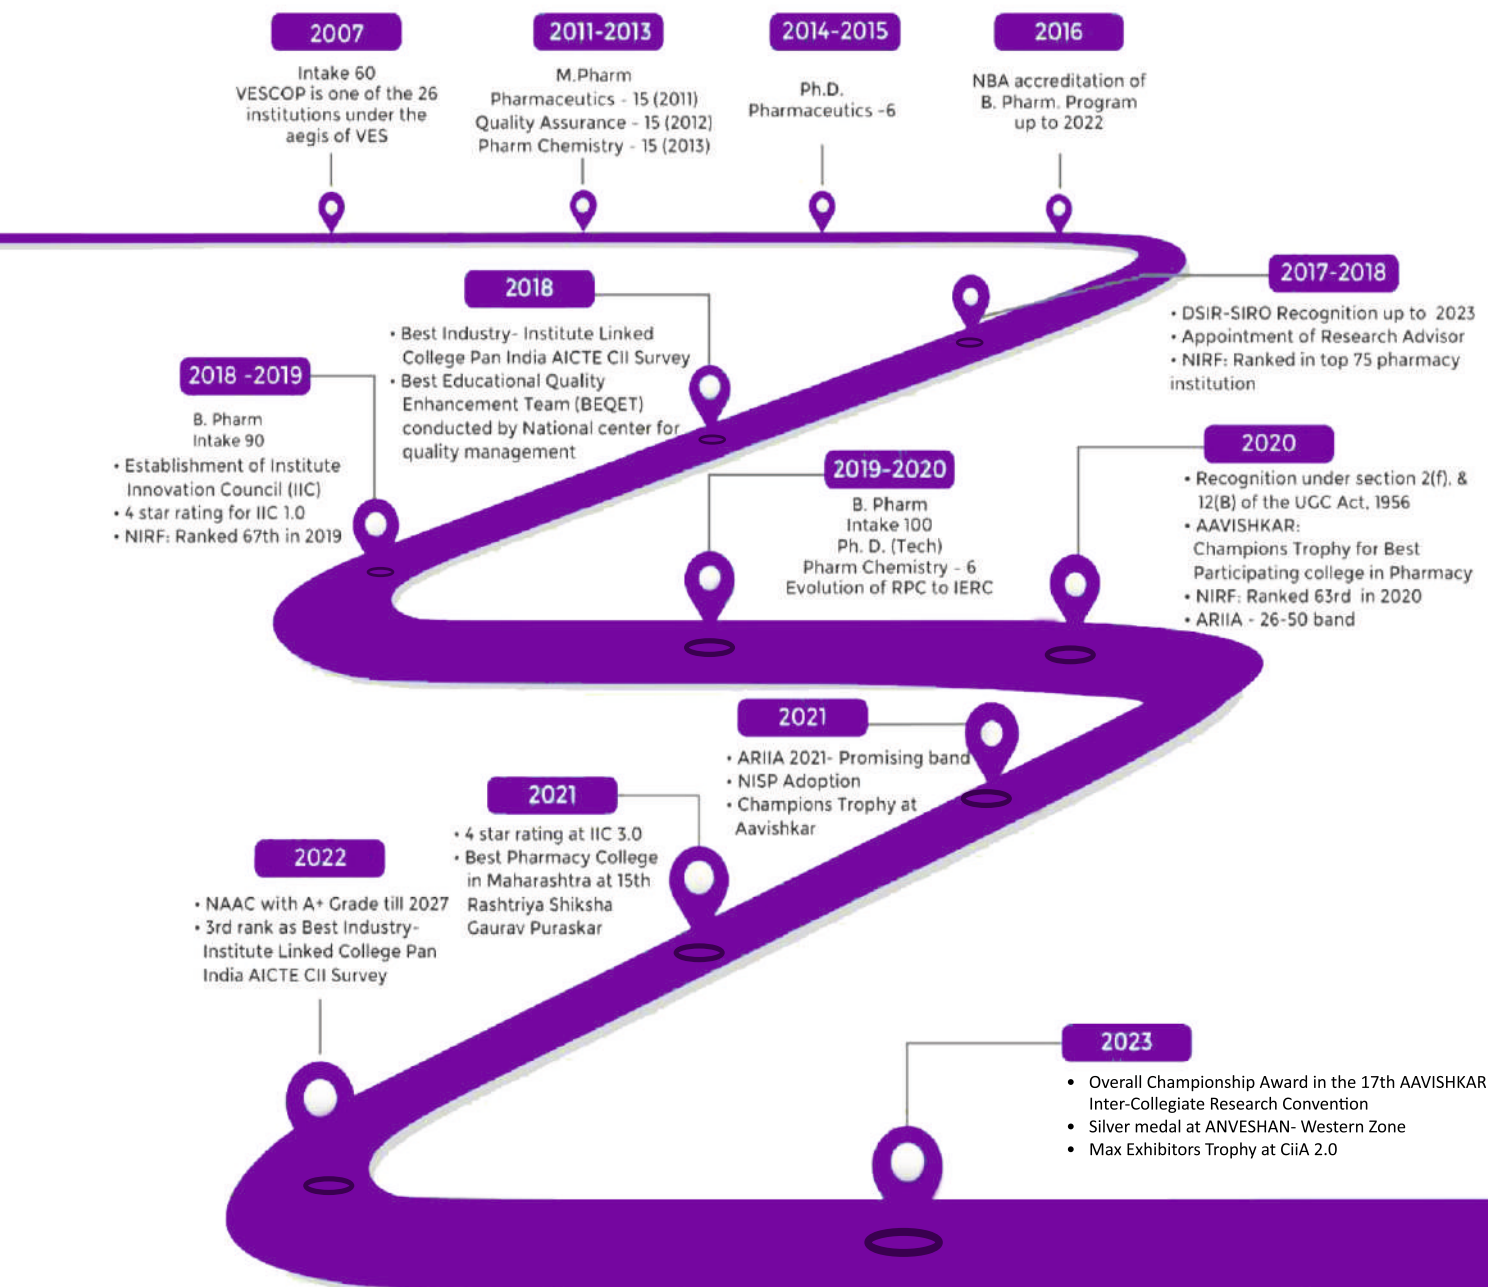 2007
Intake 60
VESCOP is one of the 26
institutions under the
aegis of VES
2011-2013
M.Pharm
Pharmaceutics - 15 (2011)
Quality Assurance - 15 (2012)
Pharm Chemistry - 15 (2013)
2014-2015
Ph.D.
Pharmaceutics -6
2016
NBA accreditation of
B. Pharm. Program
up to 2022
2017-2018
• DSIR-SIRO Recognition up to 2023
• Appointment of Research Advisor
• NIRF: Ranked in top 75 pharmacy
institution
2018
• Best Industry- Institute Linked
College Pan India AICTE CII Survey
• Best Educational Quality
Enhancement Team (BEQET)
conducted by National center for
quality management
2018 -2019
B. Pharm
Intake 90
• Establishment of Institute
Innovation Council (IIC)
• 4 star rating for IIC 1.0
• NIRF: Ranked 67th in 2019
2019-2020
B. Pharm
Intake 100
Ph. D. (Tech)
Pharm Chemistry - 6
Evolution of RPC to IERC
2020
• Recognition under section 2(f), &
12(B) of the UGC Act, 1956
• AAVISHKAR:
Champions Trophy for Best
Participating college in Pharmacy
• NIRF: Ranked 63rd in 2020
• ARIIA - 26-50 band
2021
• ARIIA 2021- Promising band
• NISP Adoption
• Champions Trophy at
Aavishkar
2021
• 4 star rating at IIC 3.0
• Best Pharmacy College
in Maharashtra at 15th
Rashtriya Shiksha
Gaurav Puraskar
2022
• NAAC with A+ Grade till 2027
• 3rd rank as Best Industry-
Institute Linked College Pan
India AICTE CII Survey
2023
• Overall Championship Award in the 17th AAVISHKAR
Inter-Collegiate Research Convention
• Silver medal at ANVESHAN- Western Zone
• Max Exhibitors Trophy at CiiA 2.0